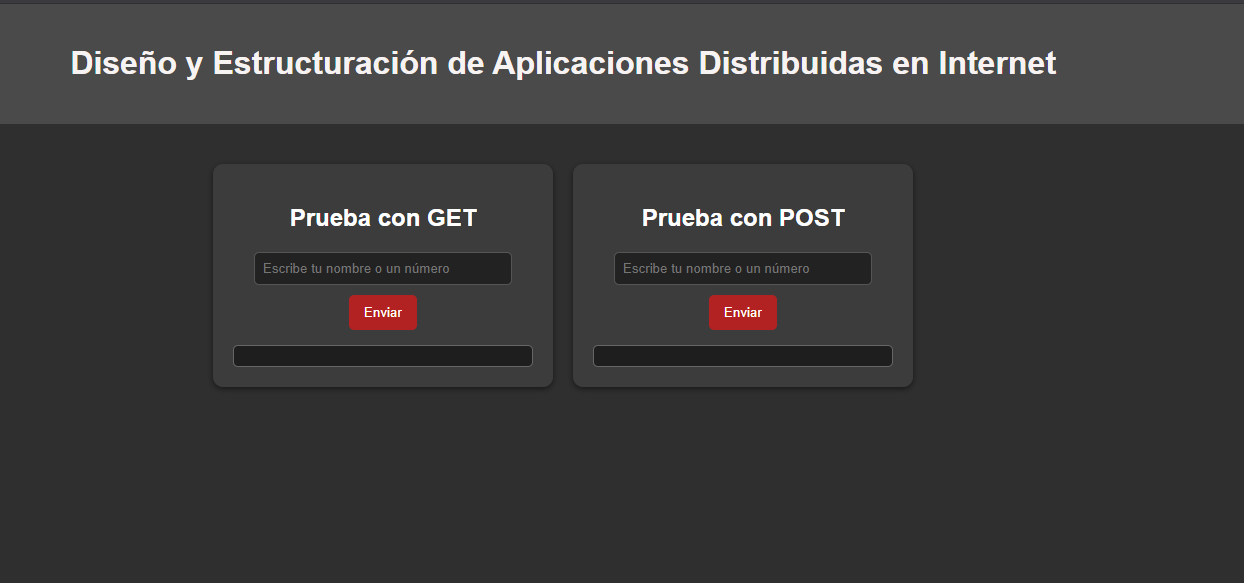 Diseño y Estructuración de Aplicaciones Distribuidas en Internet
Prueba con GET
Escribe tu nombre o un número
Enviar
Prueba con POST
Escribe tu nombre o un número
Enviar